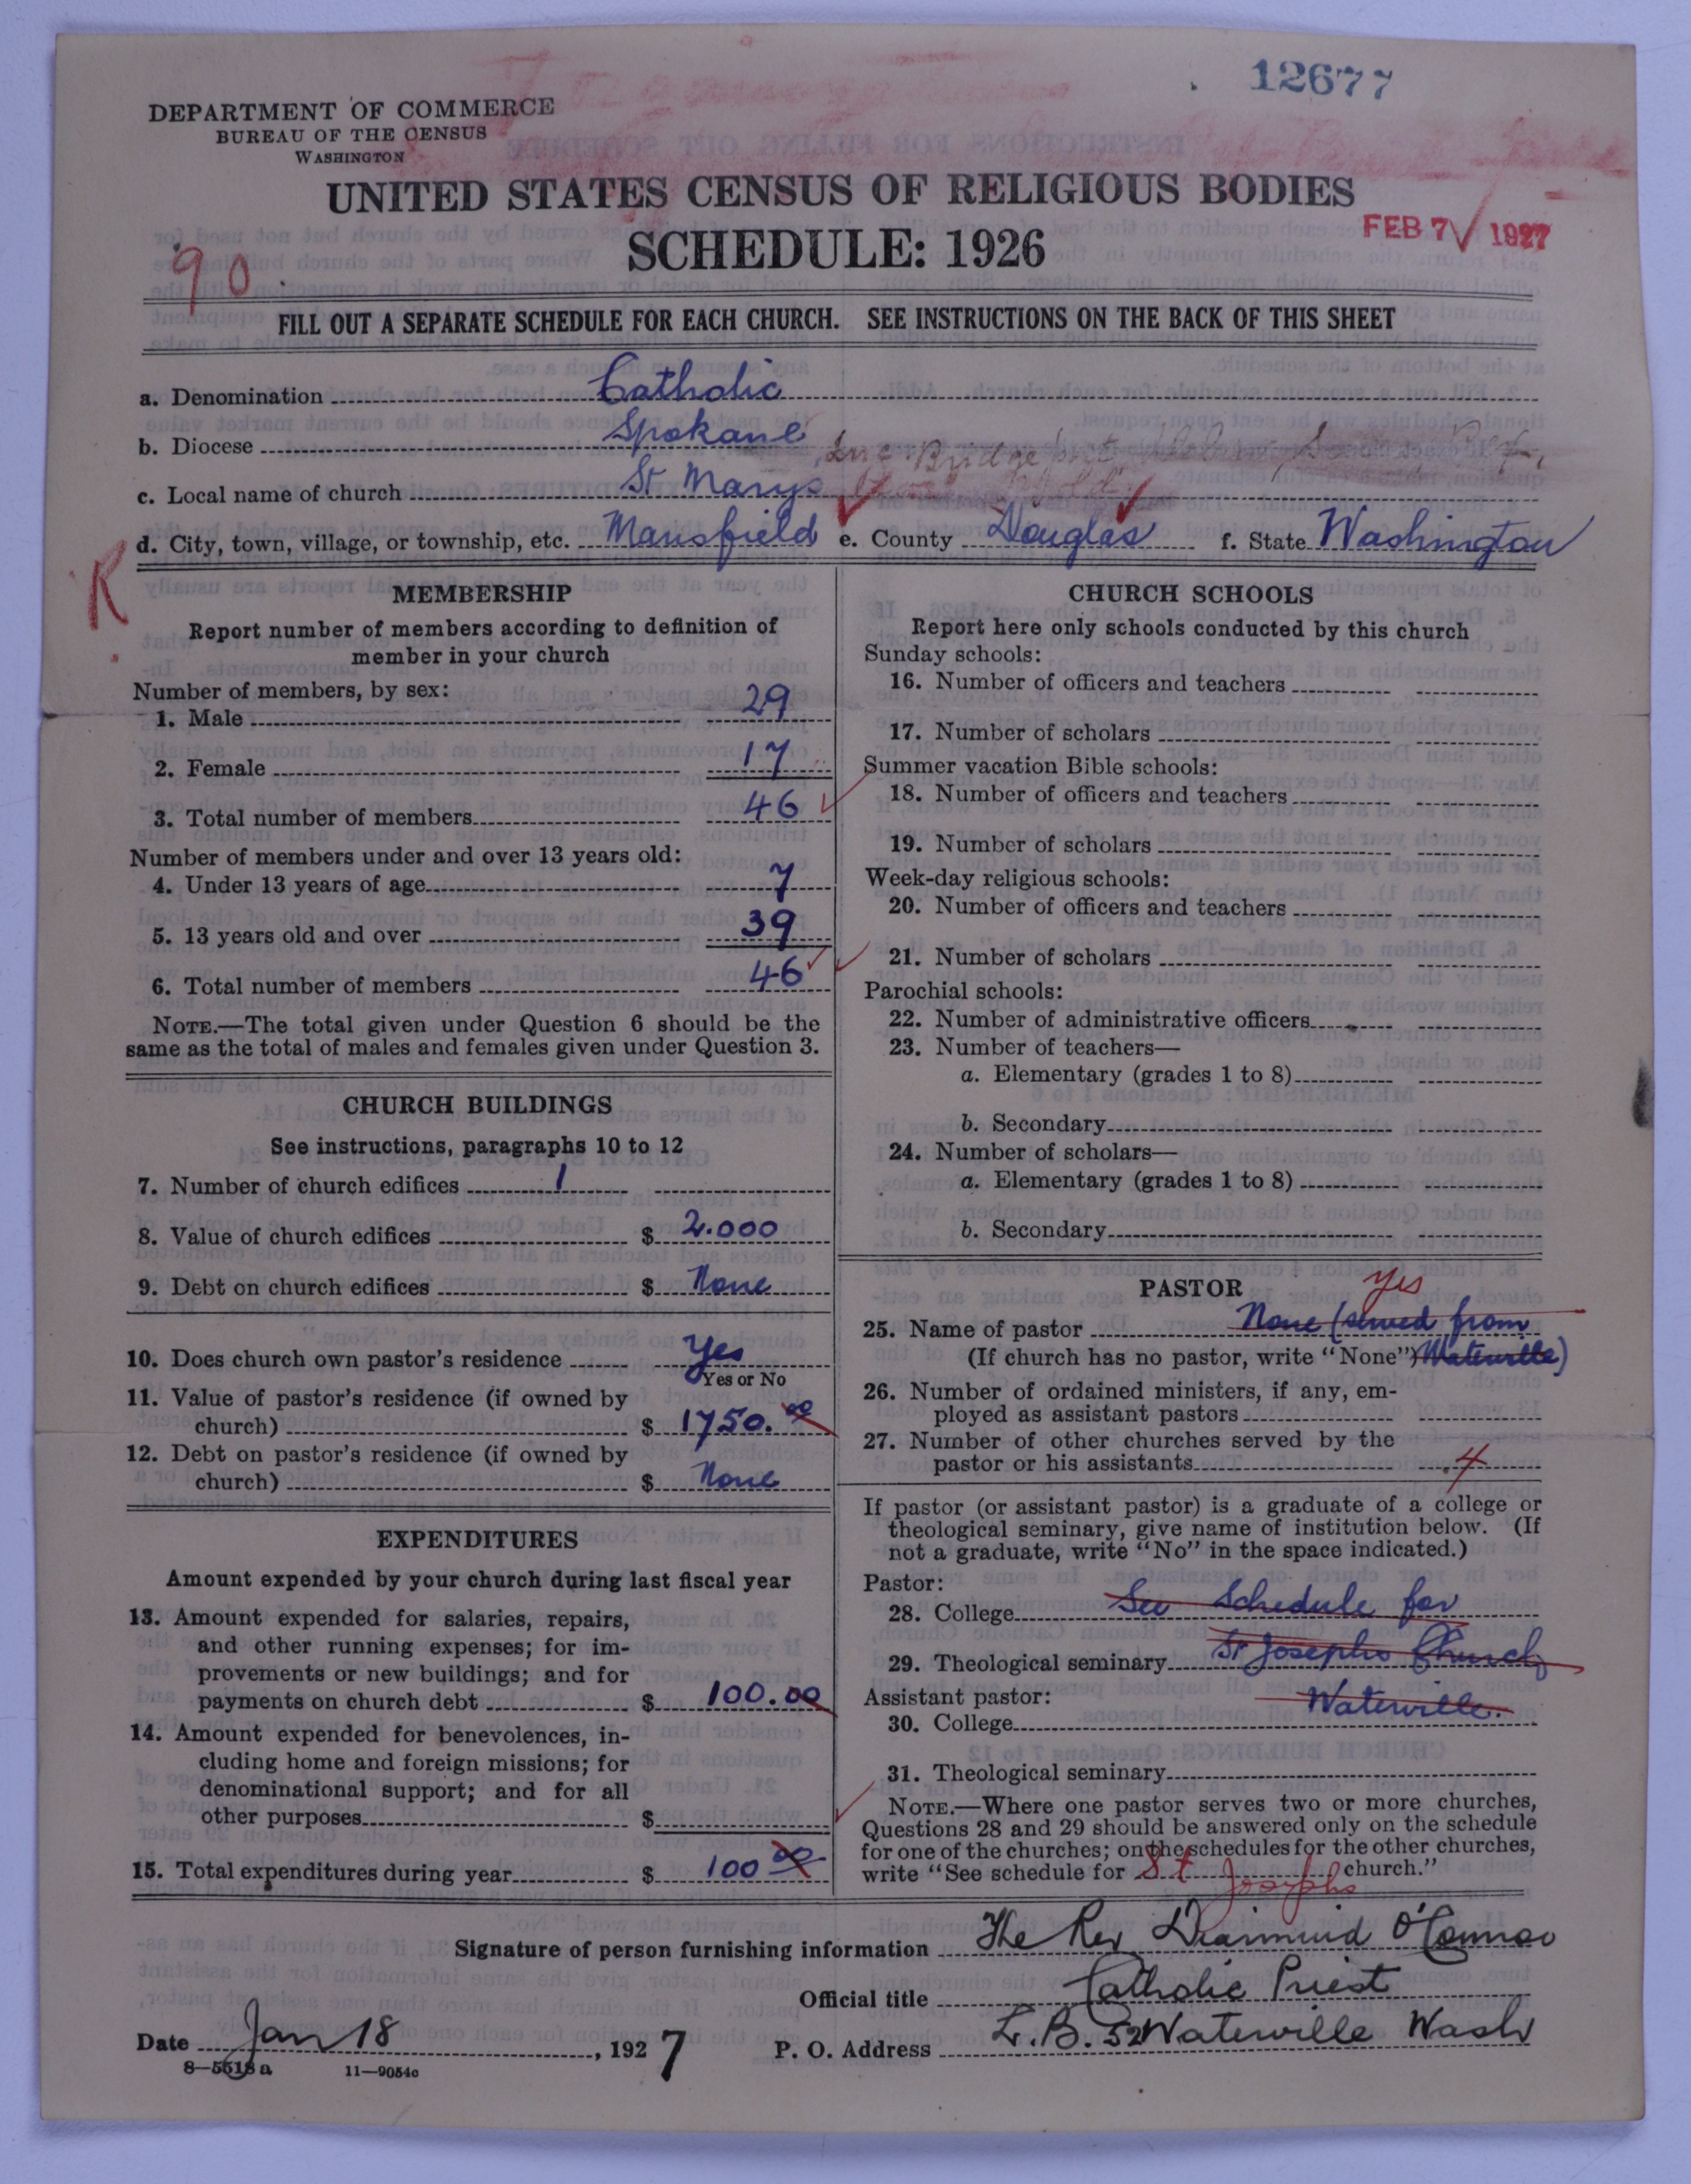 12677
DEPARTMENT OF COMMERCE
BUREAU OF THE CENSUS
WASHINGTON
UNITED STATES CENSUS OF RELIGIOUS BODIES
SCHEDULE: 1926
FEB 7 1927
90
FILL OUT A SEPARATE SCHEDULE FOR EACH CHURCH. SEE INSTRUCTIONS ON THE BACK OF THIS SHEET
a. Denomination Catholic
b. Diocese Spokane
c. Local name of church St Marys
d. City, town, village, or township, etc. Mansfield e. County Douglas f. State Washington
R
MEMBERSHIP
Report number of members according to definition of
member in your church
Number of members, by sex:
1. Male 29
2. Female 17
3. Total number of members 46
Number of members under and over 13 years old:
4. Under 13 years of age 7
5. 13 years old and over 39
6. Total number of members 46
NOTE.—The total given under Question 6 should be the
same as the total of males and females given under Question 3.
CHURCH BUILDINGS
See instructions, paragraphs 10 to 12
7. Number of church edifices 1
8. Value of church edifices $ 2.000
9. Debt on church edifices $ None
10. Does church own pastor's residence Yes
Yes or No
11. Value of pastor's residence (if owned by
church) $ 1750.00
12. Debt on pastor's residence (if owned by
church) $ None
EXPENDITURES
Amount expended by your church during last fiscal year
13. Amount expended for salaries, repairs,
and other running expenses; for im-
provements or new buildings; and for
payments on church debt $ 100.00
14. Amount expended for benevolences, in-
cluding home and foreign missions; for
denominational support; and for all
other purposes $
15. Total expenditures during year $ 100 00
CHURCH SCHOOLS
Report here only schools conducted by this church
Sunday schools:
16. Number of officers and teachers
17. Number of scholars
Summer vacation Bible schools:
18. Number of officers and teachers
19. Number of scholars
Week-day religious schools:
20. Number of officers and teachers
21. Number of scholars
Parochial schools:
22. Number of administrative officers
23. Number of teachers—
a. Elementary (grades 1 to 8)
b. Secondary
24. Number of scholars—
a. Elementary (grades 1 to 8)
b. Secondary
PASTOR
yes
25. Name of pastor None (served from
(If church has no pastor, write "None") Waterville)
26. Number of ordained ministers, if any, em-
ployed as assistant pastors
27. Number of other churches served by the
pastor or his assistants 4
If pastor (or assistant pastor) is a graduate of a college or
theological seminary, give name of institution below. (If
not a graduate, write "No" in the space indicated.)
Pastor:
28. College See Schedule for
29. Theological seminary St Josephs Church
Assistant pastor:
30. College Waterville.
31. Theological seminary
NOTE.—Where one pastor serves two or more churches,
Questions 28 and 29 should be answered only on the schedule
for one of the churches; on the schedules for the other churches,
write "See schedule for St Josephs church."
Signature of person furnishing information The Rev Diarmuid O'Connor
Official title Catholic Priest
Date Jan 18, 1927 P. O. Address L.B. 52 Waterville Wash
8—5513a 11—9054c